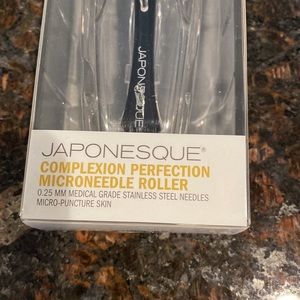 JAPONESQUE
JAPONESQUE®
COMPLEXION PERFECTION
MICRONEEDLE ROLLER
0.25 MM MEDICAL GRADE STAINLESS STEEL NEEDLES
MICRO-PUNCTURE SKIN